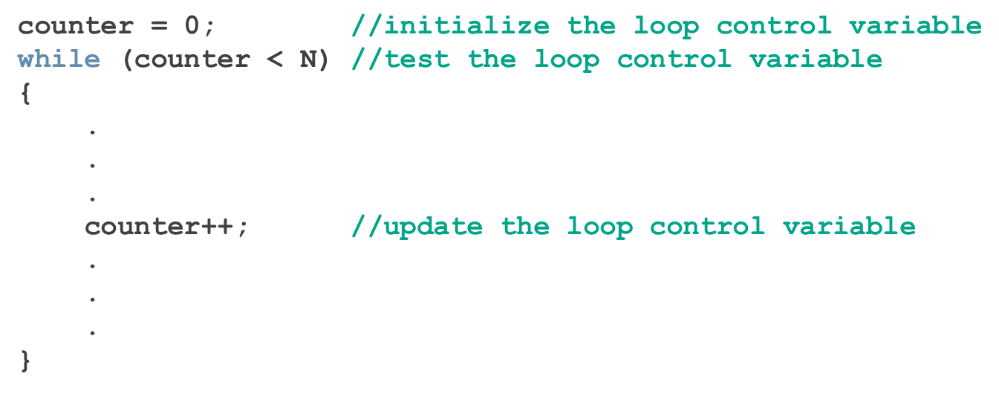 counter = 0;         //initialize the loop control variable
while (counter < N) //test the loop control variable
{
    .
    .
    .
    counter++;      //update the loop control variable
    .
    .
    .
}